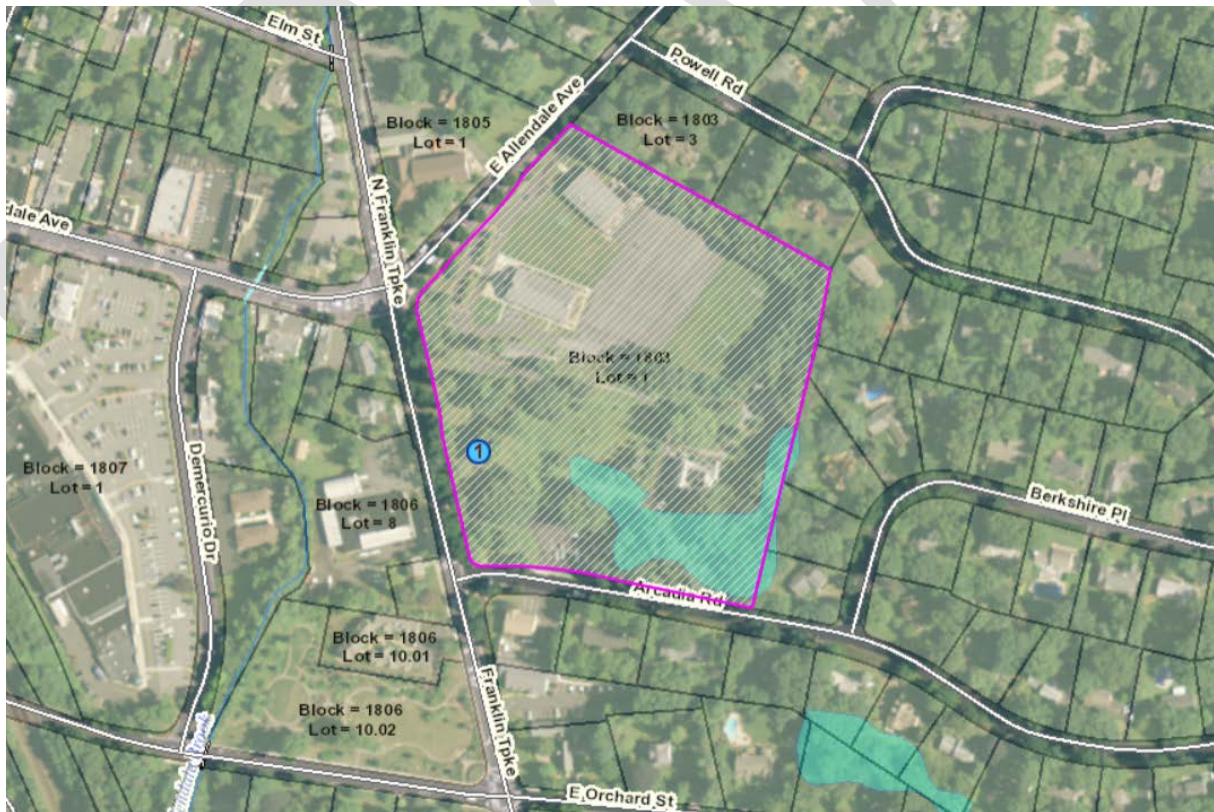 Elm St
Powell Rd
Block = 1805
Lot = 1
E Allendale Ave
Block = 1803
Lot = 3
N Franklin Tpke
dale Ave
Block = 1803
Lot = 1
1
Block = 1807
Lot = 1
Demercurio Dr
Block = 1806
Lot = 8
Berkshire Pl
Arcadia Rd
Block = 1806
Lot = 10.01
Franklin Tpke
Block = 1806
Lot = 10.02
E Orchard St